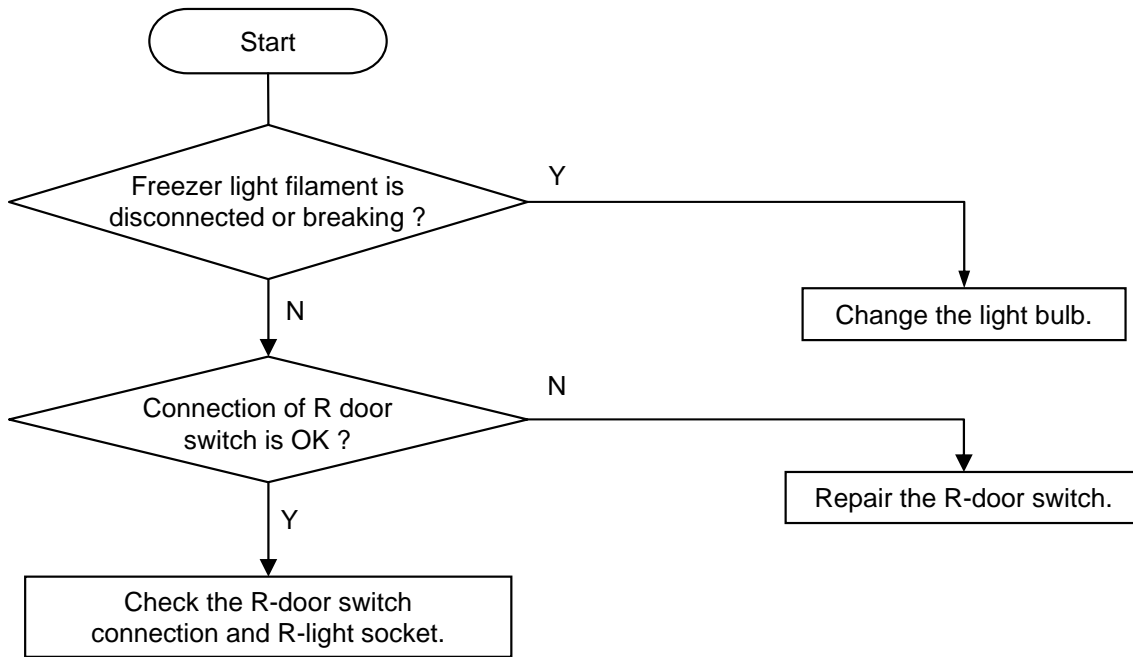 Start
Freezer light filament is
disconnected or breaking ?
Y
N
Change the light bulb.
Connection of R door
switch is OK ?
N
Y
Repair the R-door switch.
Check the R-door switch
connection and R-light socket.